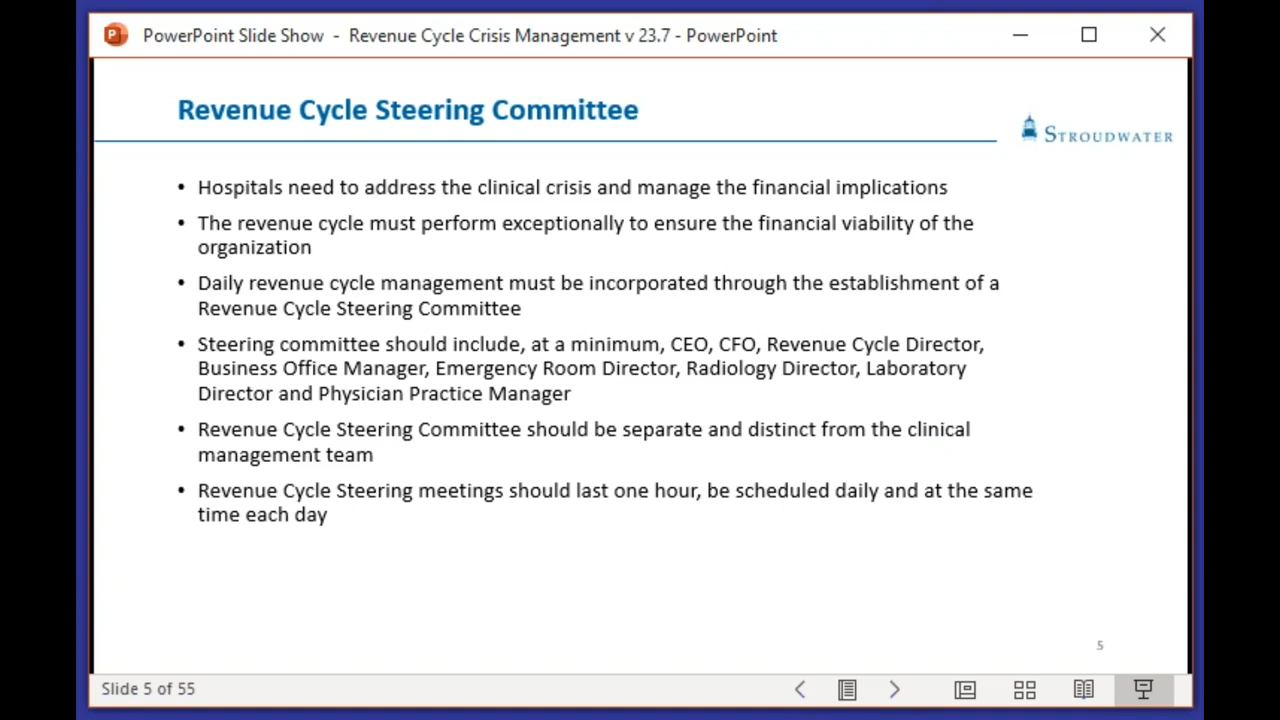 PowerPoint Slide Show - Revenue Cycle Crisis Management v 23.7 - PowerPoint
Revenue Cycle Steering Committee
STROUDWATER
• Hospitals need to address the clinical crisis and manage the financial implications
• The revenue cycle must perform exceptionally to ensure the financial viability of the
organization
• Daily revenue cycle management must be incorporated through the establishment of a
Revenue Cycle Steering Committee
• Steering committee should include, at a minimum, CEO, CFO, Revenue Cycle Director,
Business Office Manager, Emergency Room Director, Radiology Director, Laboratory
Director and Physician Practice Manager
• Revenue Cycle Steering Committee should be separate and distinct from the clinical
management team
• Revenue Cycle Steering meetings should last one hour, be scheduled daily and at the same
time each day
5
Slide 5 of 55